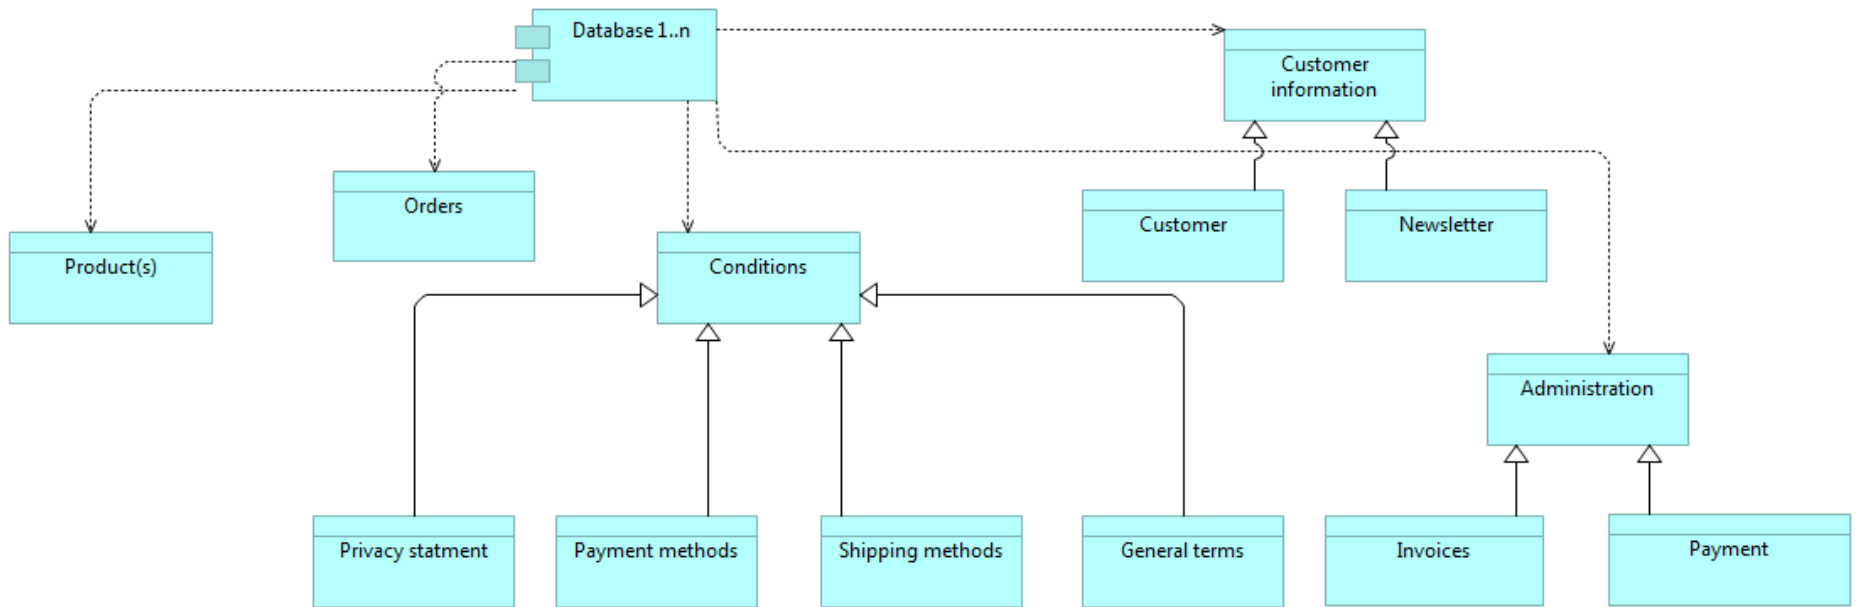 Database 1..n
Customer
information
Orders
Customer
Newsletter
Product(s)
Conditions
Administration
Privacy statment
Payment methods
Shipping methods
General terms
Invoices
Payment